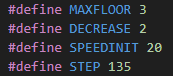 #define MAXFLOOR 3
#define DECREASE 2
#define SPEEDINIT 20
#define STEP 135